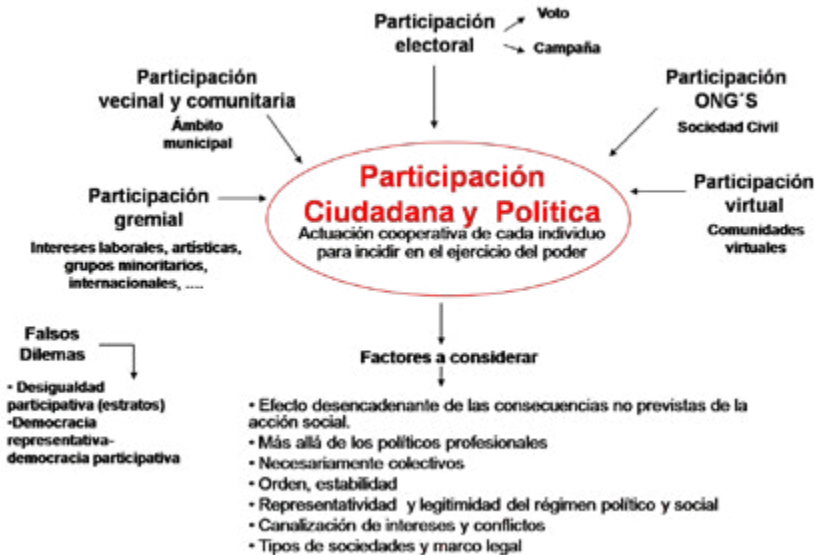 Participación
electoral
Voto
Campaña
Participación
vecinal y comunitaria
Ámbito
municipal
Participación
ONG´S
Sociedad Civil
Participación
Ciudadana y Política
Actuación cooperativa de cada individuo
para incidir en el ejercicio del poder
Participación
gremial
Intereses laborales, artísticas,
grupos minoritarios,
internacionales, ....
Participación
virtual
Comunidades
virtuales
Falsos
Dilemas
• Desigualdad
participativa (estratos)
•Democracia
representativa-
democracia participativa
Factores a considerar
• Efecto desencadenante de las consecuencias no previstas de la
acción social.
• Más allá de los políticos profesionales
• Necesariamente colectivos
• Orden, estabilidad
• Representatividad y legitimidad del régimen político y social
• Canalización de intereses y conflictos
• Tipos de sociedades y marco legal